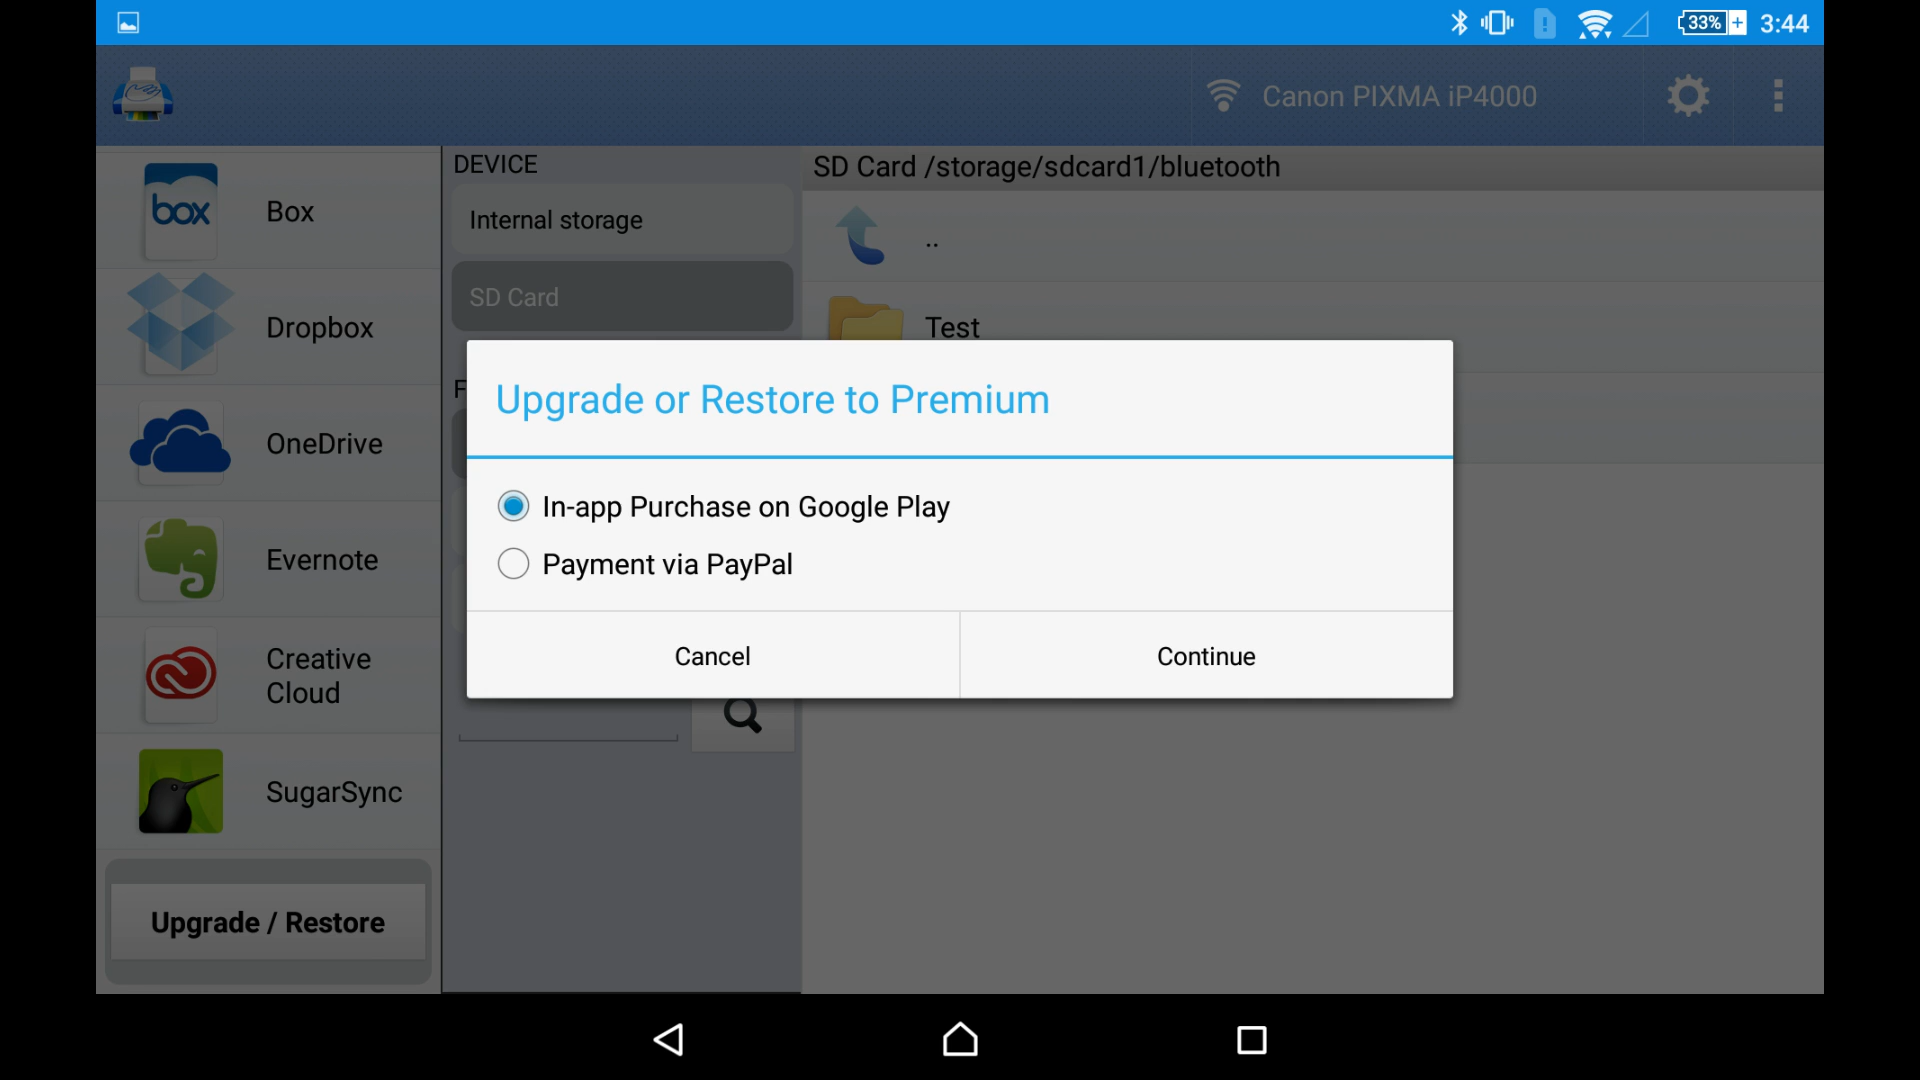 33%
3:44
Canon PIXMA iP4000
box
Box
Dropbox
OneDrive
Evernote
Creative
Cloud
SugarSync
Upgrade / Restore
DEVICE
Internal storage
SD Card
F
SD Card /storage/sdcard1/bluetooth
..
Test
Upgrade or Restore to Premium
In-app Purchase on Google Play
Payment via PayPal
Cancel
Continue